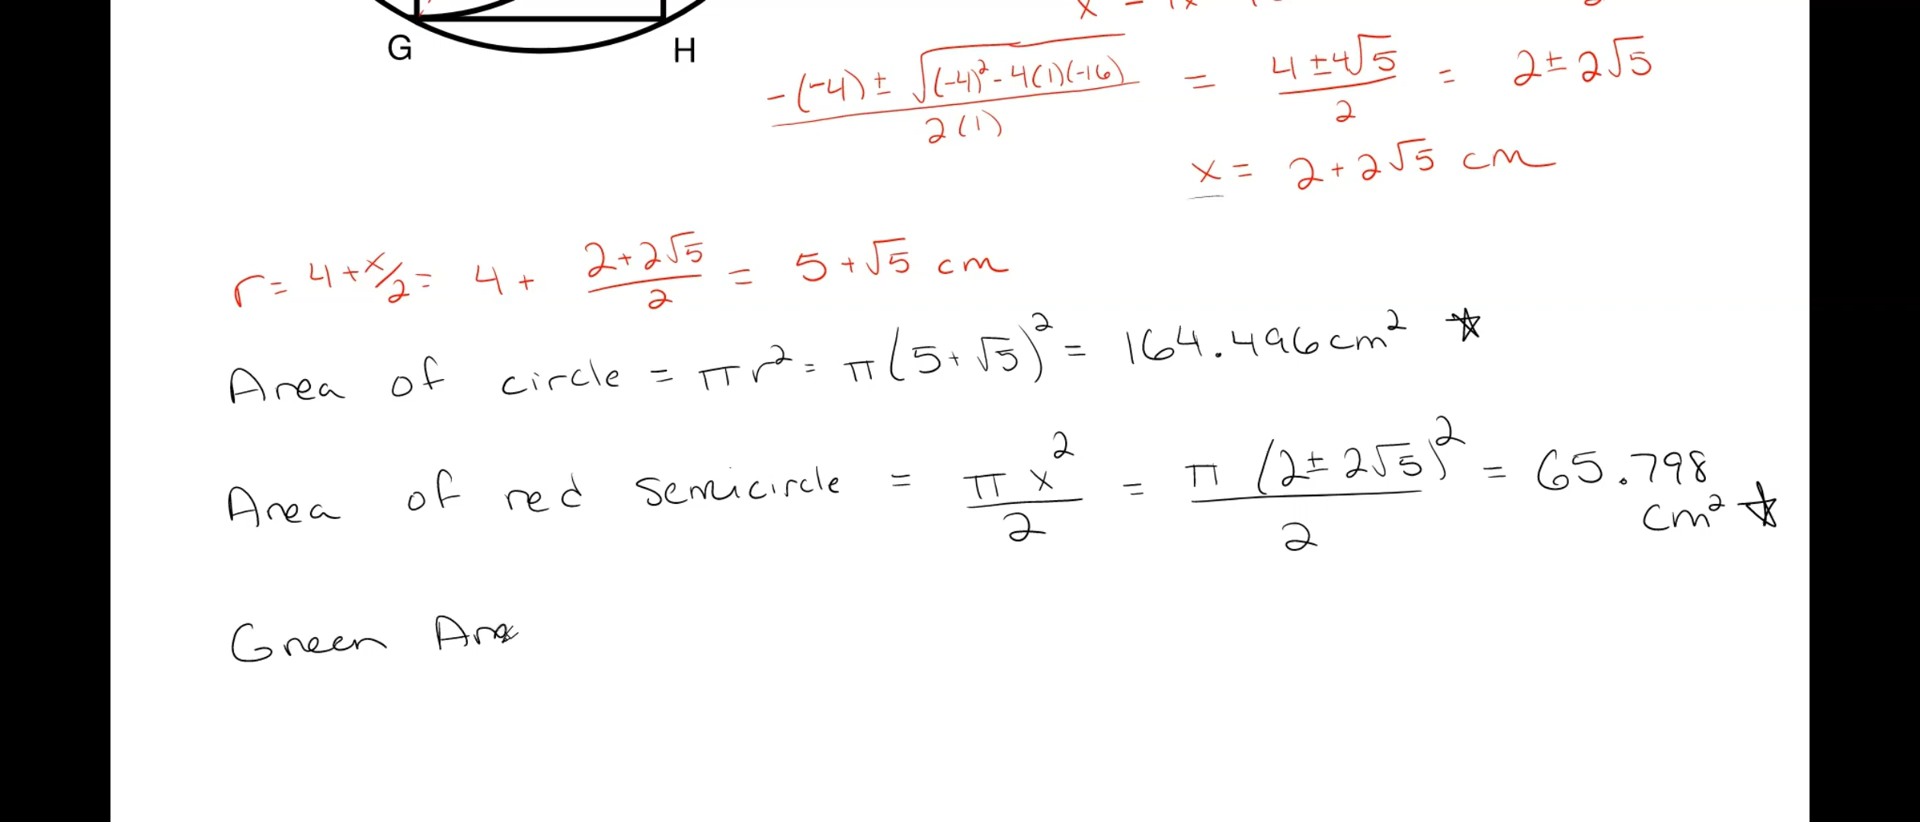 G H
-(-4) ± √((-4)² - 4(1)(-16)) / 2(1) = 4 ± 4√5 / 2 = 2 ± 2√5
x = 2 + 2√5 cm
r = 4 + x/2 = 4 + 2 + 2√5 / 2 = 5 + √5 cm
Area of circle = πr² = π(5 + √5)² = 164.496 cm² ☆
Area of red semicircle = πx² / 2 = π(2 ± 2√5)² / 2 = 65.798 cm² ☆
Green Are